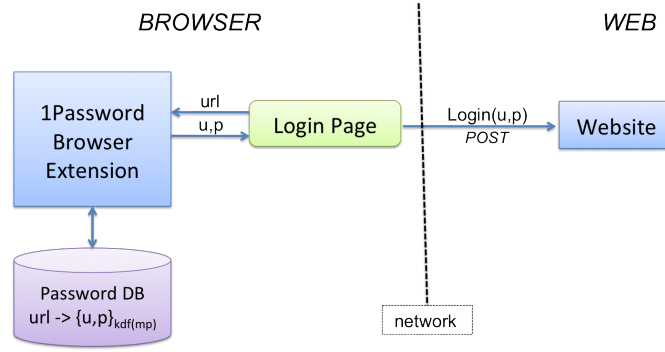 BROWSER
WEB
1Password
Browser
Extension
url
u,p
Login Page
Login(u,p)
POST
Website
Password DB
url -> {u,p}kdf(mp)
network